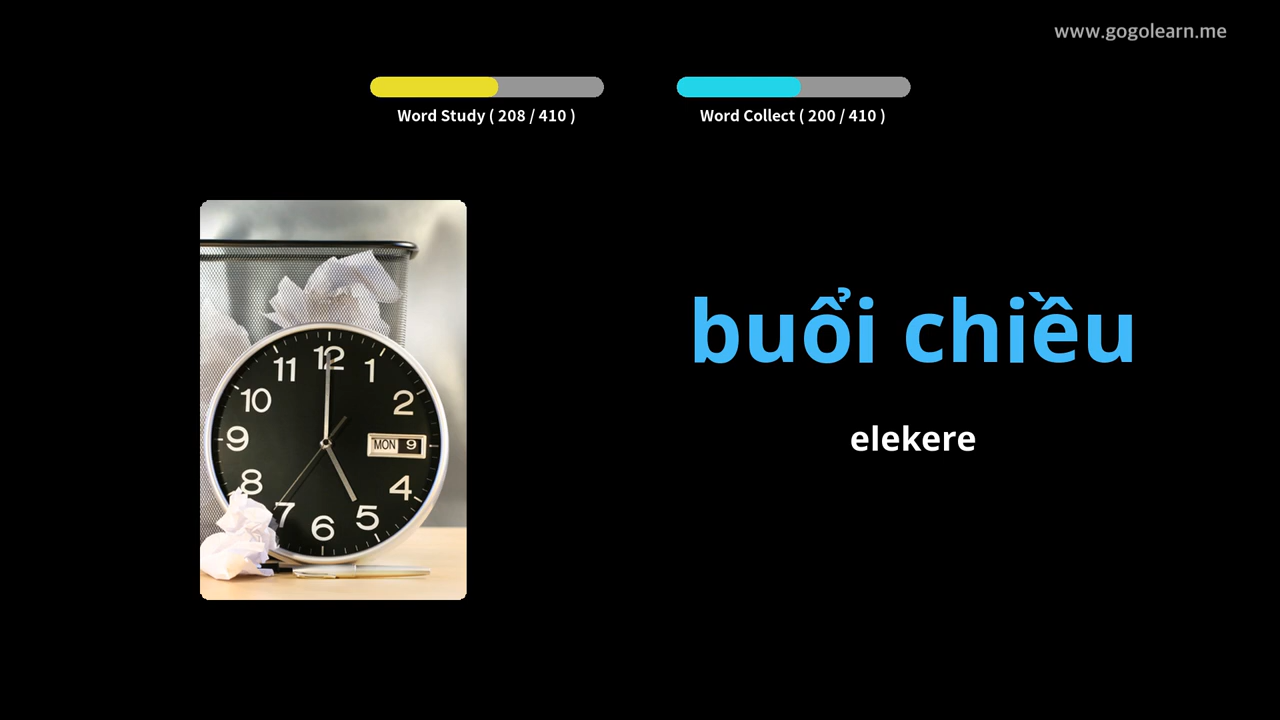 www.gogolearn.me
Word Study ( 208 / 410 )
Word Collect ( 200 / 410 )
buổi chiều
elekere
12
11
1
10
2
9
MON 9
8
4
7
5
6